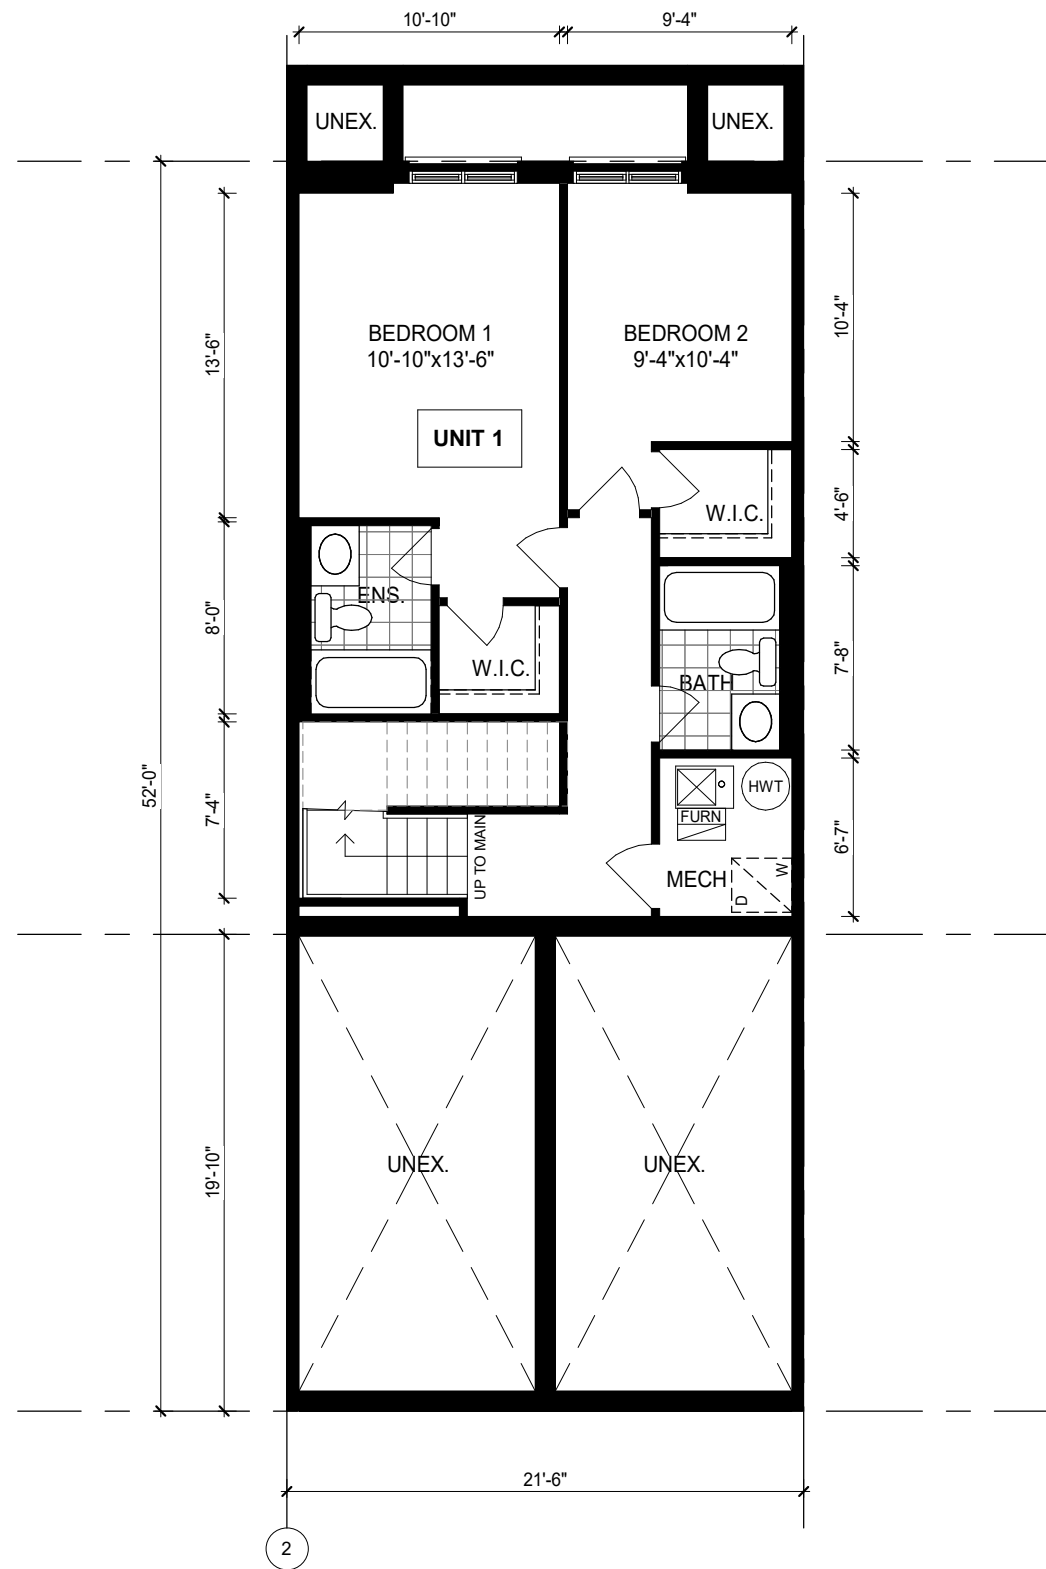 10'-10"
9'-4"
UNEX.
UNEX.
BEDROOM 1
10'-10"x13'-6"
BEDROOM 2
9'-4"x10'-4"
13'-6"
10'-4"
UNIT 1
W.I.C.
4'-6"
ENS.
8'-0"
W.I.C.
BATH
7'-8"
52'-0"
7'-4"
HWT
FURN
UP TO MAIN
6'-7"
MECH
W
D
19'-10"
UNEX.
UNEX.
21'-6"
2